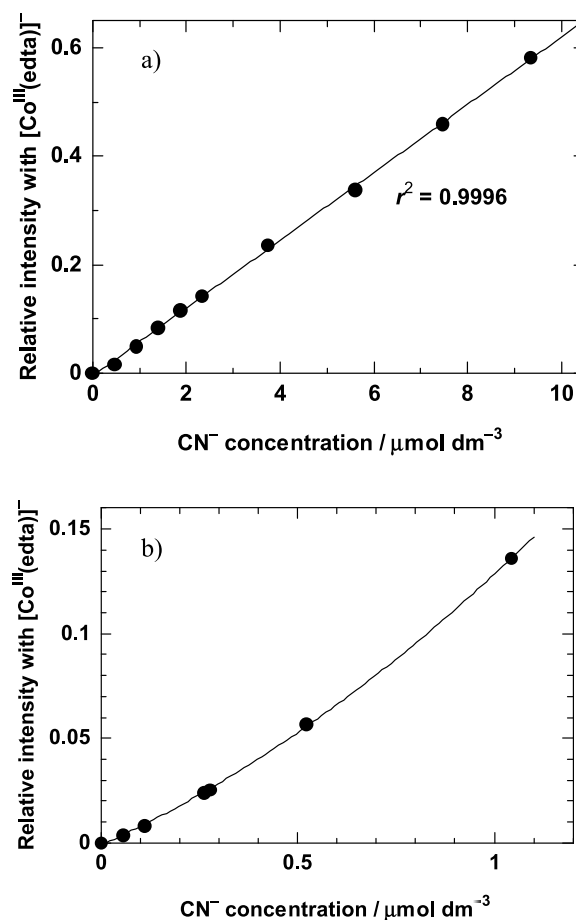 a)
Relative intensity with [Coᴵᴵᴵ(edta)]⁻
0.6
0.4
0.2
0
r² = 0.9996
0 2 4 6 8 10
CN⁻ concentration / μmol dm⁻³
b)
Relative intensity with [Coᴵᴵᴵ(edta)]⁻
0.15
0.1
0.05
0
0 0.5 1
CN⁻ concentration / μmol dm⁻³